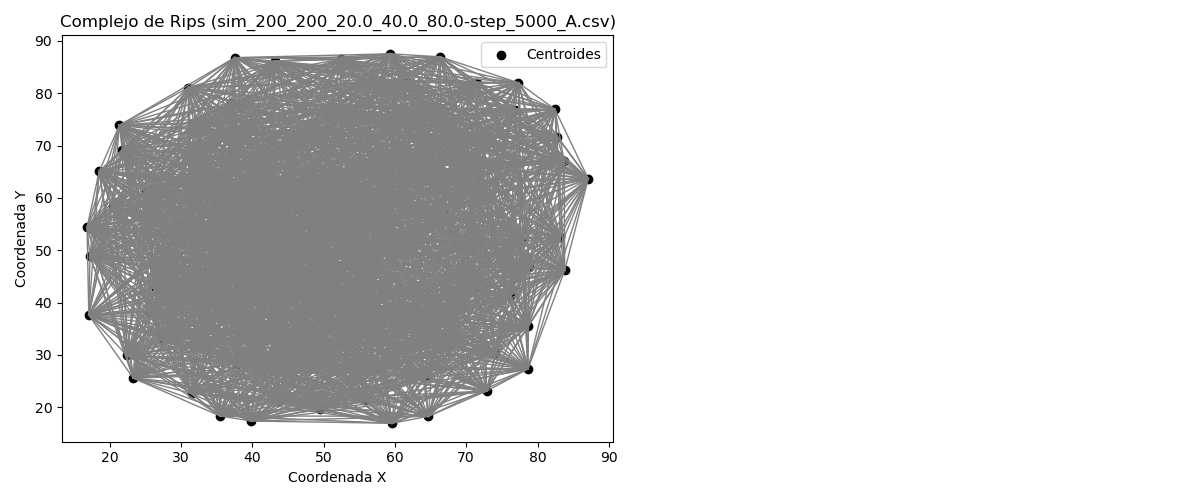 Complejo de Rips (sim_200_200_20.0_40.0_80.0-step_5000_A.csv)
Centroides
90
80
70
60
50
40
30
20
Coordenada Y
20 30 40 50 60 70 80 90
Coordenada X